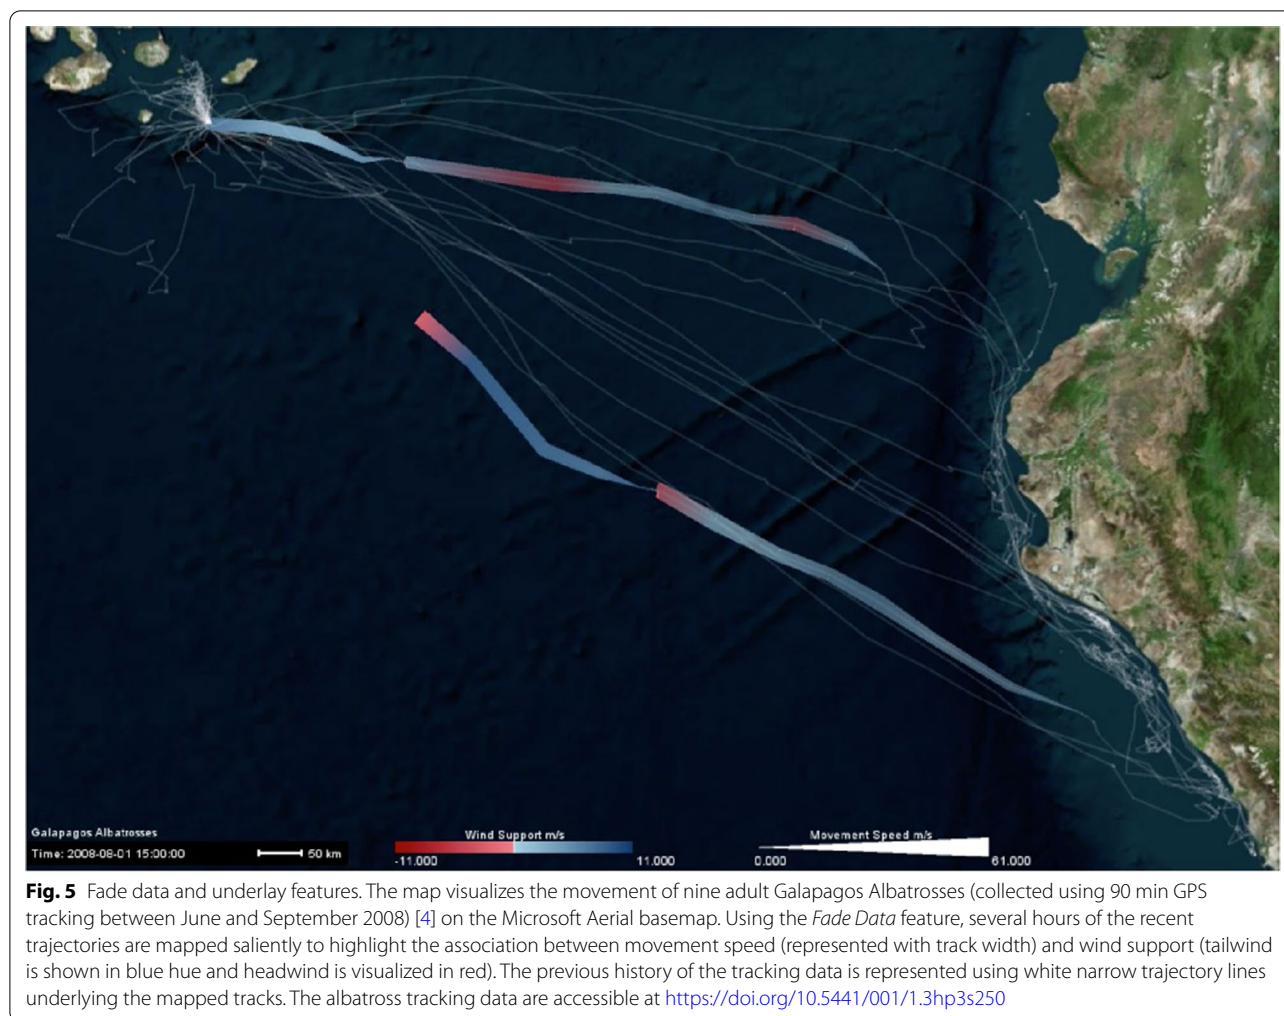 Galapagos Albatrosses
Time: 2008-08-01 15:00:00
50 km
Wind Support m/s
-11.000 11.000
Movement Speed m/s
0.000 61.000
Fig. 5 Fade data and underlay features. The map visualizes the movement of nine adult Galapagos Albatrosses (collected using 90 min GPS
tracking between June and September 2008) [4] on the Microsoft Aerial basemap. Using the Fade Data feature, several hours of the recent
trajectories are mapped saliently to highlight the association between movement speed (represented with track width) and wind support (tailwind
is shown in blue hue and headwind is visualized in red). The previous history of the tracking data is represented using white narrow trajectory lines
underlying the mapped tracks. The albatross tracking data are accessible at https://doi.org/10.5441/001/1.3hp3s250